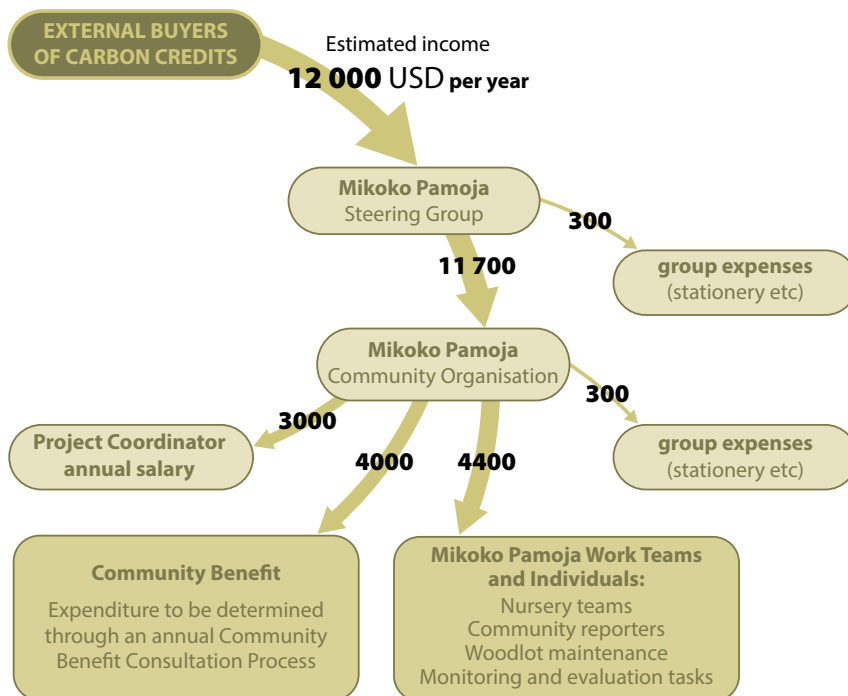 EXTERNAL BUYERS
OF CARBON CREDITS
Estimated income
12 000 USD per year
Mikoko Pamoja
Steering Group
300
group expenses
(stationery etc)
11 700
Mikoko Pamoja
Community Organisation
300
group expenses
(stationery etc)
3000
Project Coordinator
annual salary
4000
4400
Community Benefit
Expenditure to be determined
through an annual Community
Benefit Consultation Process
Mikoko Pamoja Work Teams
and Individuals:
Nursery teams
Community reporters
Woodlot maintenance
Monitoring and evaluation tasks